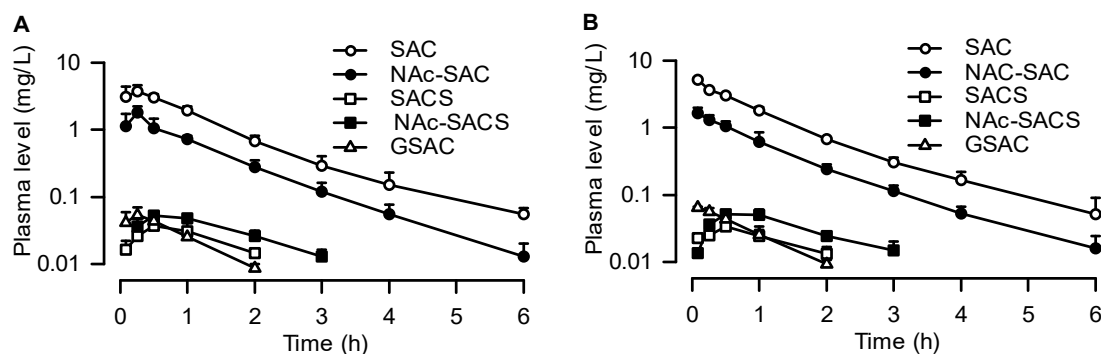 A
Plasma level (mg/L)
10
1
0.1
0.01
SAC
NAc-SAC
SACS
NAc-SACS
GSAC
0 1 2 3 4 5 6
Time (h)
B
Plasma level (mg/L)
10
1
0.1
0.01
SAC
NAC-SAC
SACS
NAc-SACS
GSAC
0 1 2 3 4 5 6
Time (h)